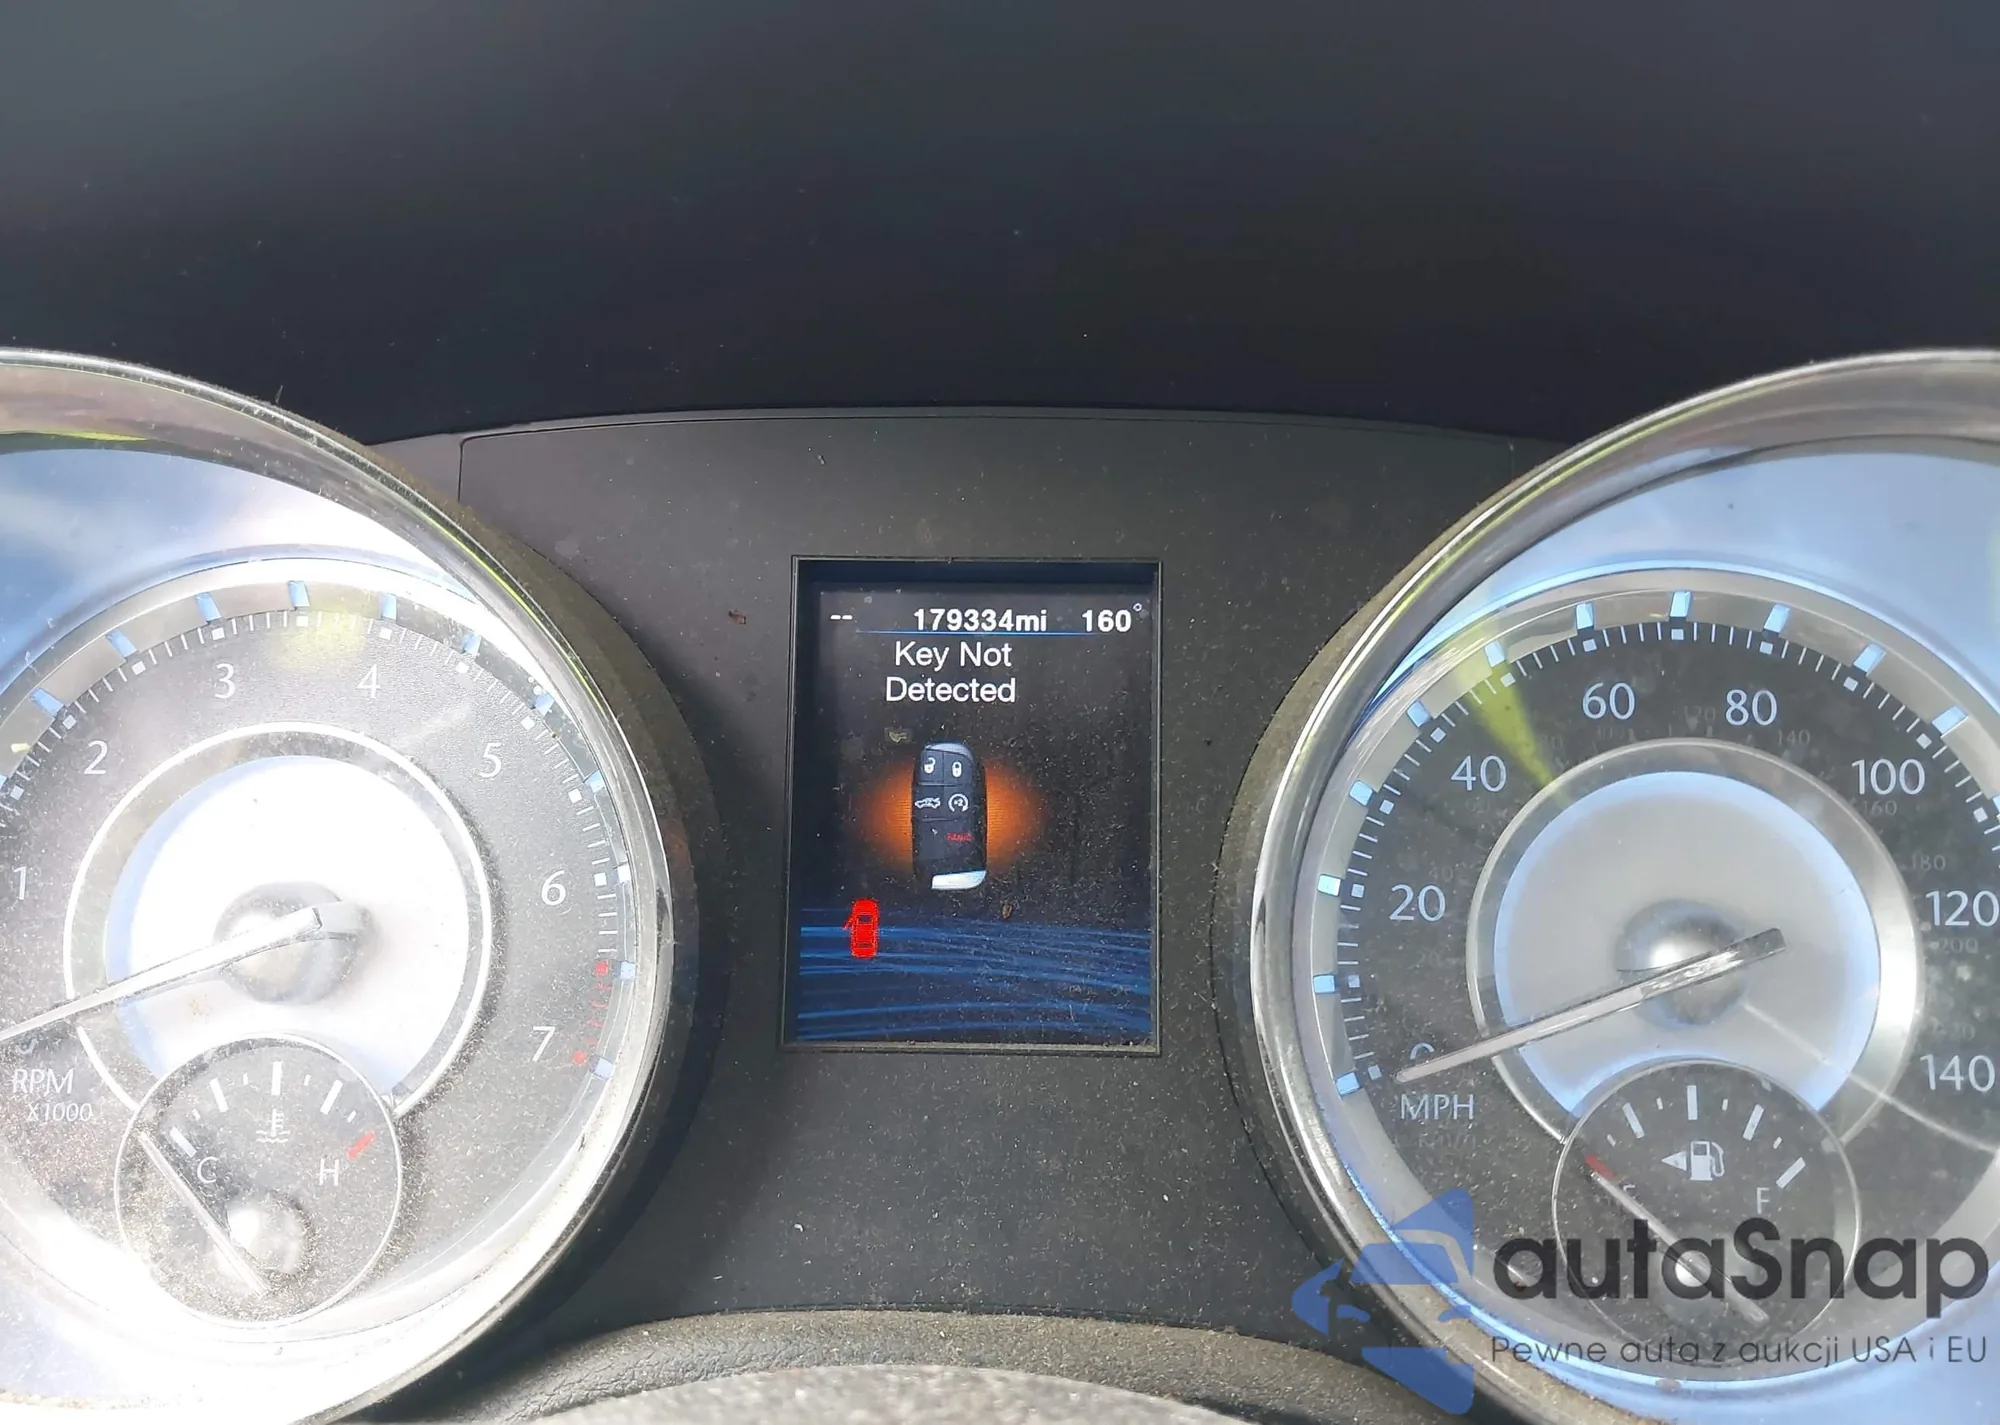 -- 179334mi 160°
Key Not
Detected
PANIC
1 2 3 4 5 6 7
RPM
X1000
C H
20 40 60 80 100 120 140
MPH
F
autaSnap
Pewne auta z aukcji USA i EU